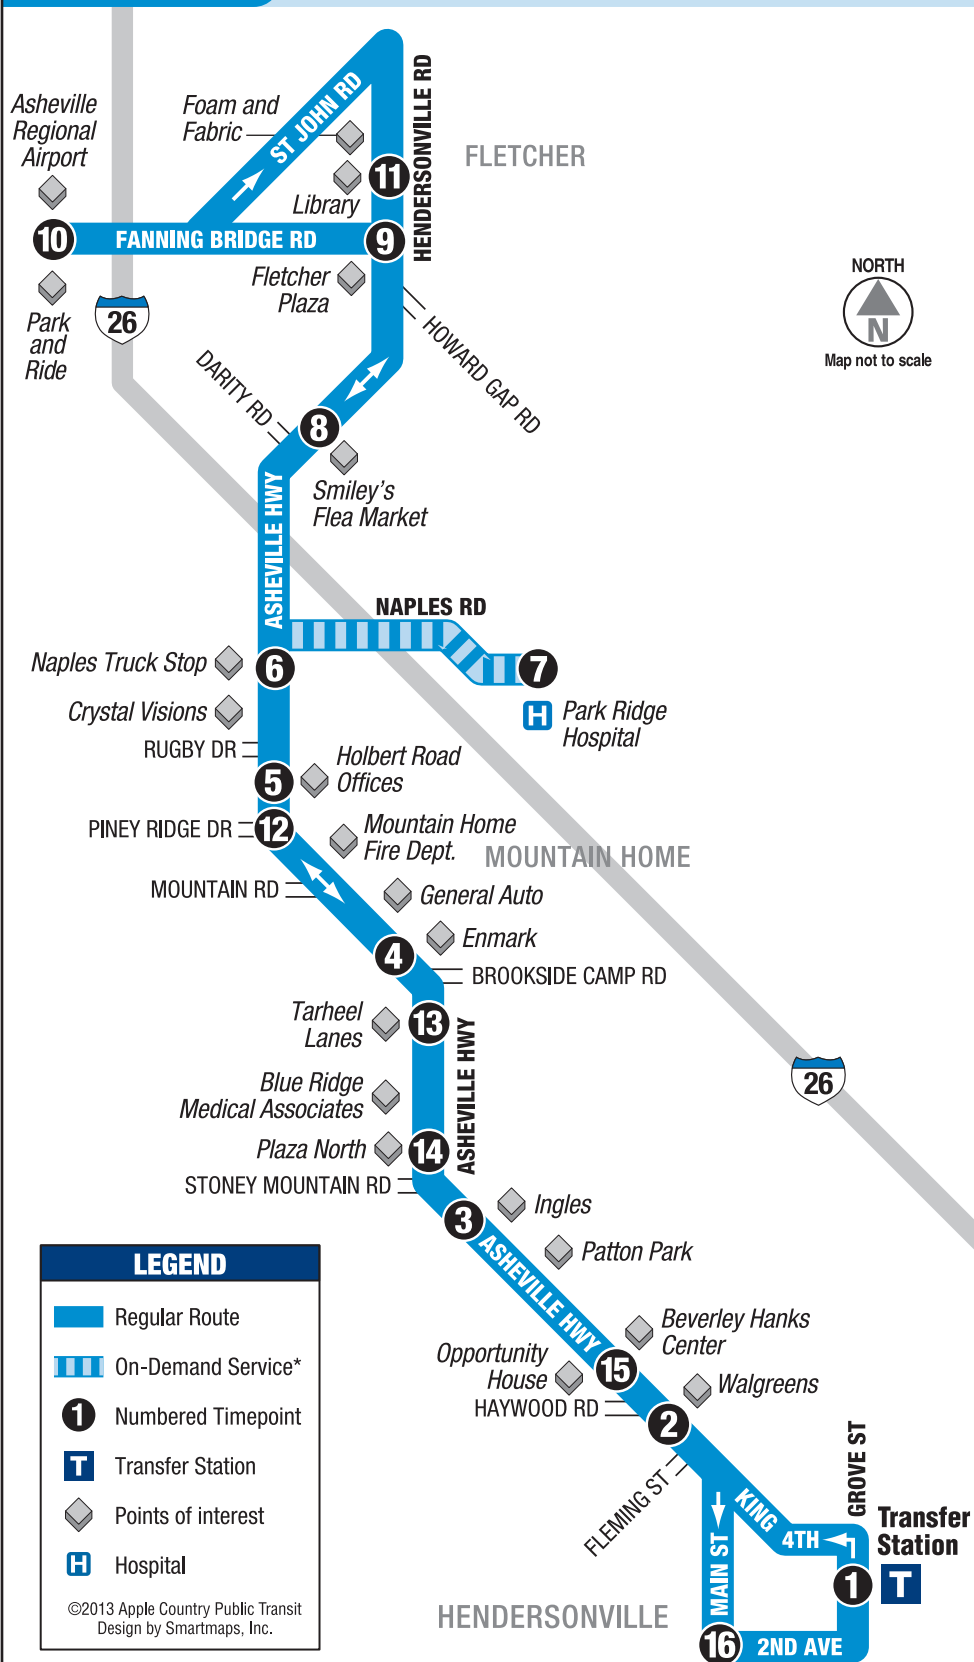 Asheville
Regional
Airport
Foam and
Fabric
ST JOHN RD
HENDERSONVILLE RD
FLETCHER
11
Library
10
FANNING BRIDGE RD
9
Fletcher
Plaza
NORTH
N
Map not to scale
26
Park
and
Ride
HOWARD GAP RD
DARITY RD
8
Smiley's
Flea Market
ASHEVILLE HWY
NAPLES RD
Naples Truck Stop
6
7
H
Park Ridge
Hospital
Crystal Visions
RUGBY DR
Holbert Road
Offices
5
PINEY RIDGE DR
12
Mountain Home
Fire Dept.
MOUNTAIN HOME
MOUNTAIN RD
General Auto
Enmark
4
BROOKSIDE CAMP RD
Tarheel
Lanes
13
ASHEVILLE HWY
26
Blue Ridge
Medical Associates
Plaza North
14
STONEY MOUNTAIN RD
Ingles
3
Patton Park
ASHEVILLE HWY
Beverley Hanks
Center
Opportunity
House
15
Walgreens
HAYWOOD RD
2
FLEMING ST
KING
4TH
GROVE ST
Transfer
Station
T
1
MAIN ST
HENDERSONVILLE
16
2ND AVE
LEGEND
Regular Route
On-Demand Service*
1 Numbered Timepoint
T Transfer Station
Points of interest
H Hospital
©2013 Apple Country Public Transit
Design by Smartmaps, Inc.